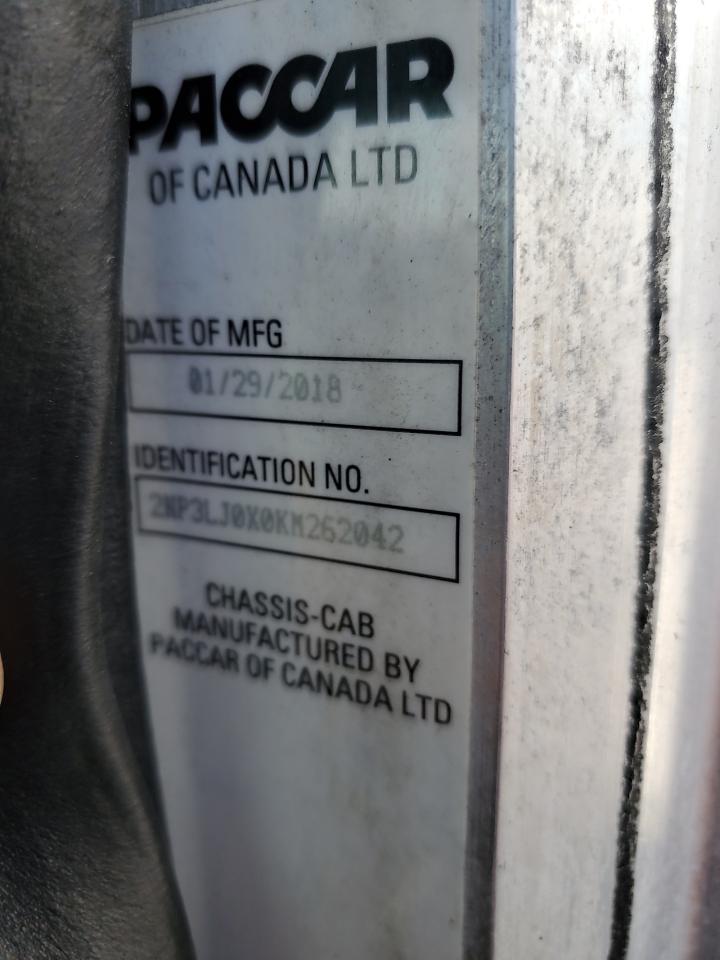 PACCAR
OF CANADA LTD
DATE OF MFG
01/29/2018
IDENTIFICATION NO.
2NP3LJ0X0KM262042
CHASSIS-CAB
MANUFACTURED BY
PACCAR OF CANADA LTD